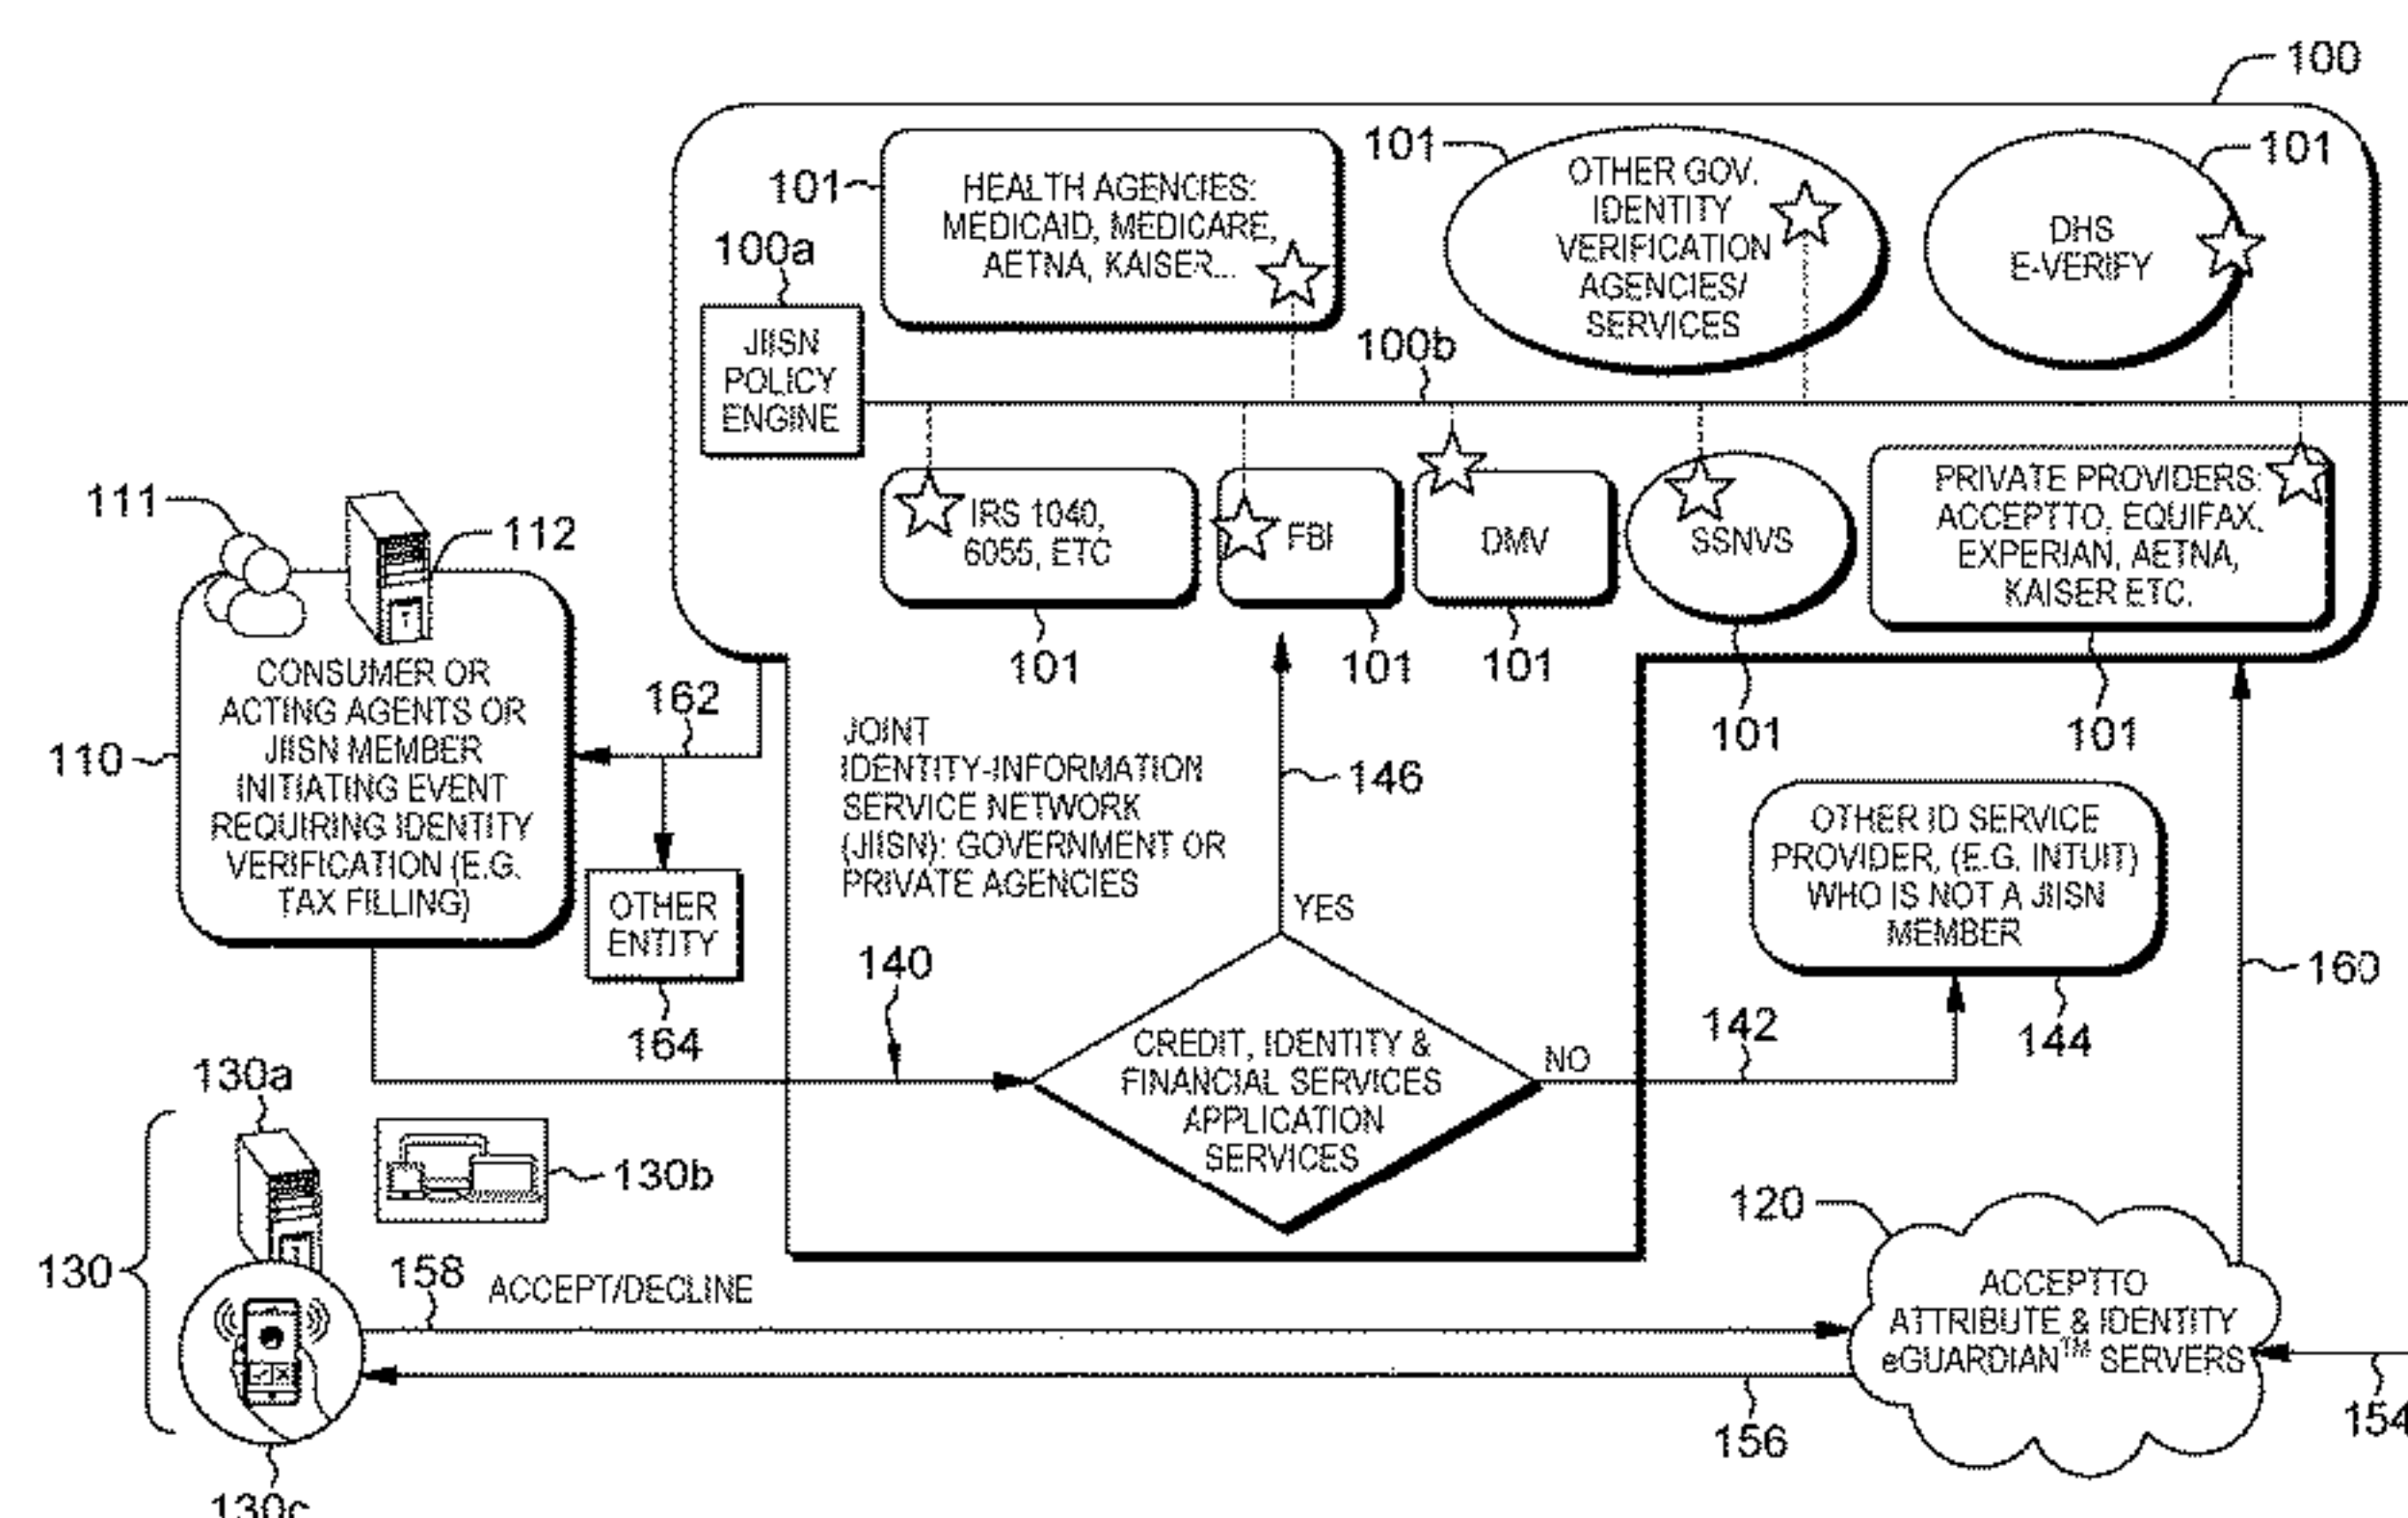 100
101
HEALTH AGENCIES:
MEDICAID, MEDICARE,
AETNA, KAISER...
101
OTHER GOV.
IDENTITY
VERIFICATION
AGENCIES/
SERVICES
101
DHS
E-VERIFY
100a
JIISN
POLICY
ENGINE
100b
IRS 1040,
6055, ETC
101
FBI
101
DMV
101
SSNVS
101
PRIVATE PROVIDERS:
ACCEPTTO, EQUIFAX,
EXPERIAN, AETNA,
KAISER ETC.
101
111
112
110
CONSUMER OR
ACTING AGENTS OR
JIISN MEMBER
INITIATING EVENT
REQUIRING IDENTITY
VERIFICATION (E.G.
TAX FILLING)
162
OTHER
ENTITY
164
JOINT
IDENTITY-INFORMATION
SERVICE NETWORK
(JIISN): GOVERNMENT OR
PRIVATE AGENCIES
146
YES
140
CREDIT, IDENTITY &
FINANCIAL SERVICES
APPLICATION
SERVICES
NO
142
OTHER ID SERVICE
PROVIDER, (E.G. INTUIT)
WHO IS NOT A JIISN
MEMBER
144
160
130a
130b
130
130c
158
ACCEPT/DECLINE
156
120
ACCEPTTO
ATTRIBUTE & IDENTITY
eGUARDIAN™ SERVERS
154